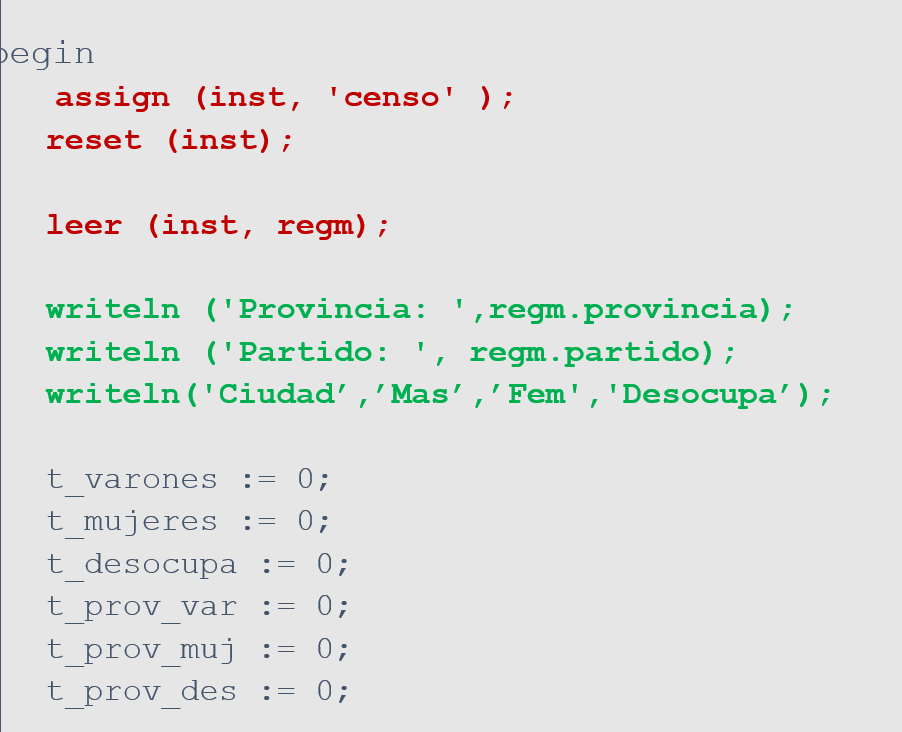 begin
assign (inst, 'censo' );
reset (inst);
leer (inst, regm);
writeln ('Provincia: ',regm.provincia);
writeln ('Partido: ', regm.partido);
writeln('Ciudad’,’Mas’,’Fem','Desocupa’);
t_varones := 0;
t_mujeres := 0;
t_desocupa := 0;
t_prov_var := 0;
t_prov_muj := 0;
t_prov_des := 0;